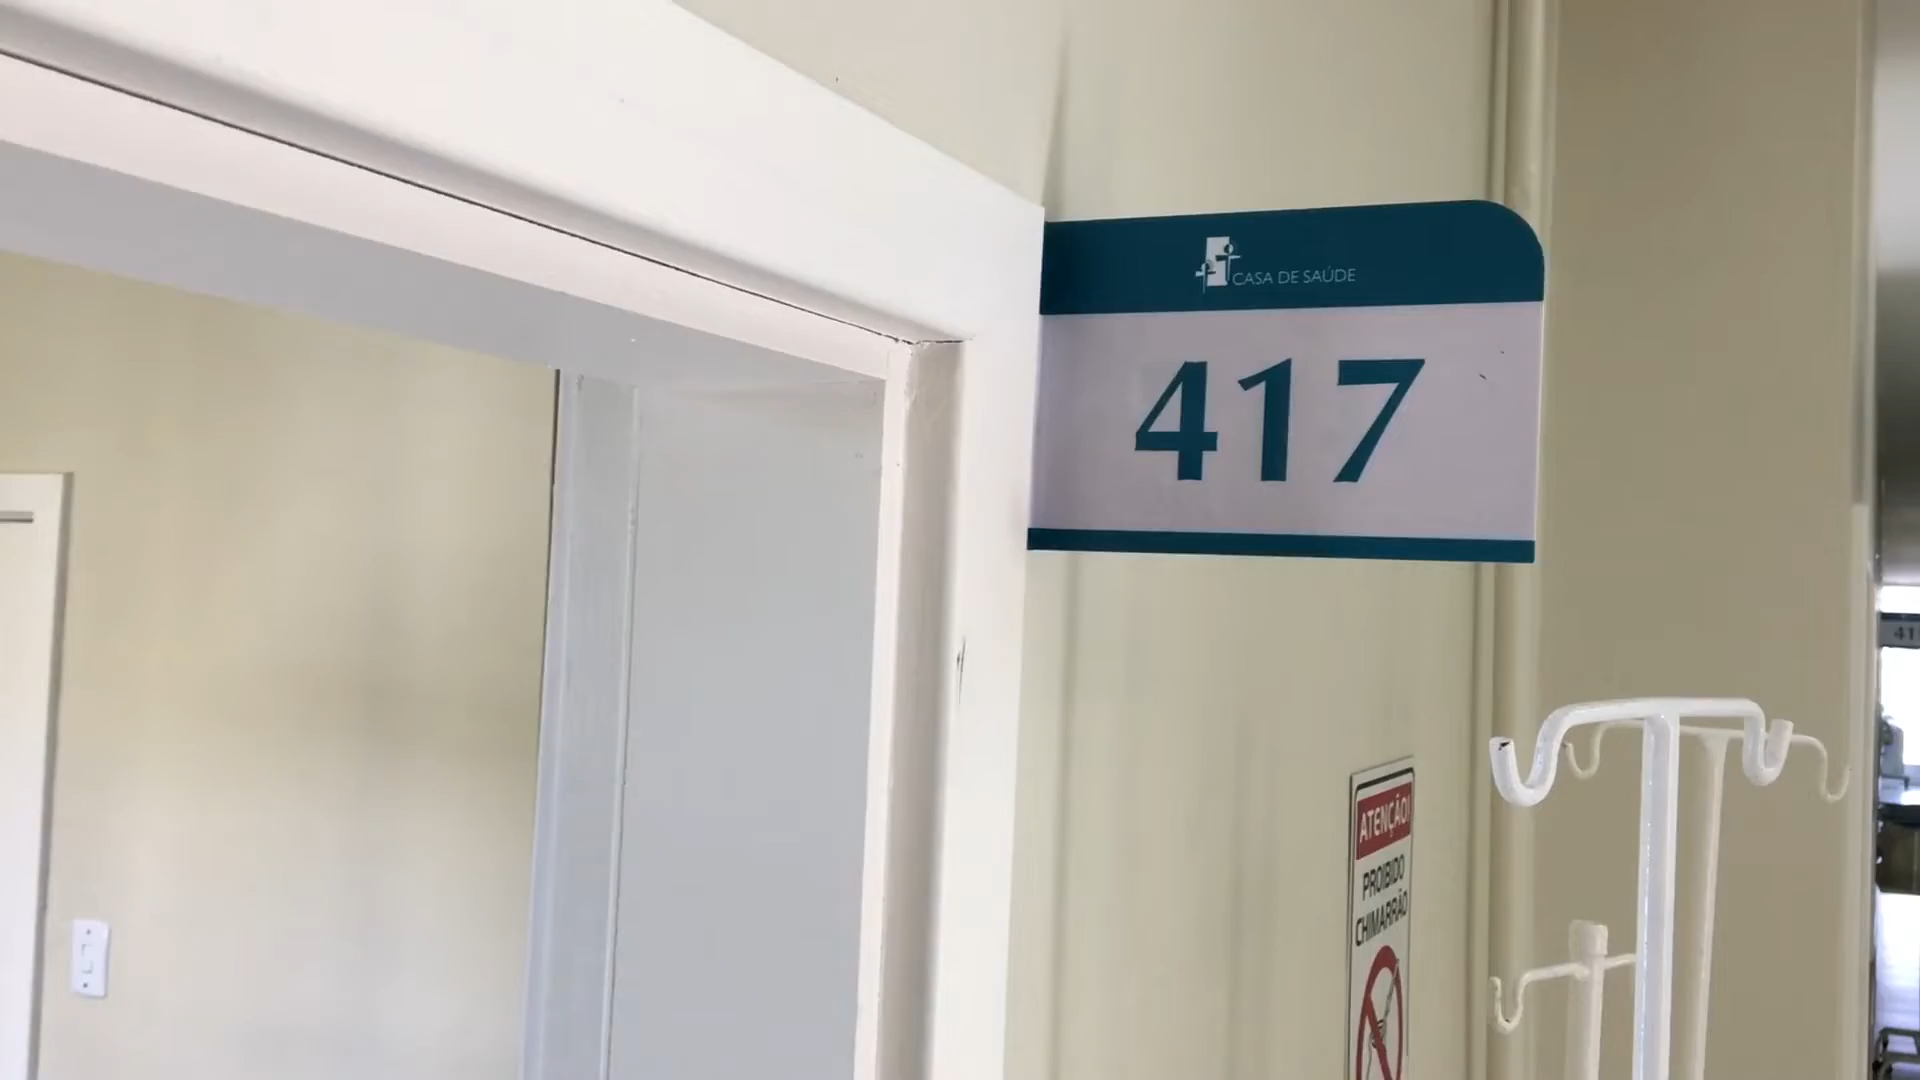 CASA DE SAÚDE
417
ATENÇÃO!
PROIBIDO
CHIMARRÃO